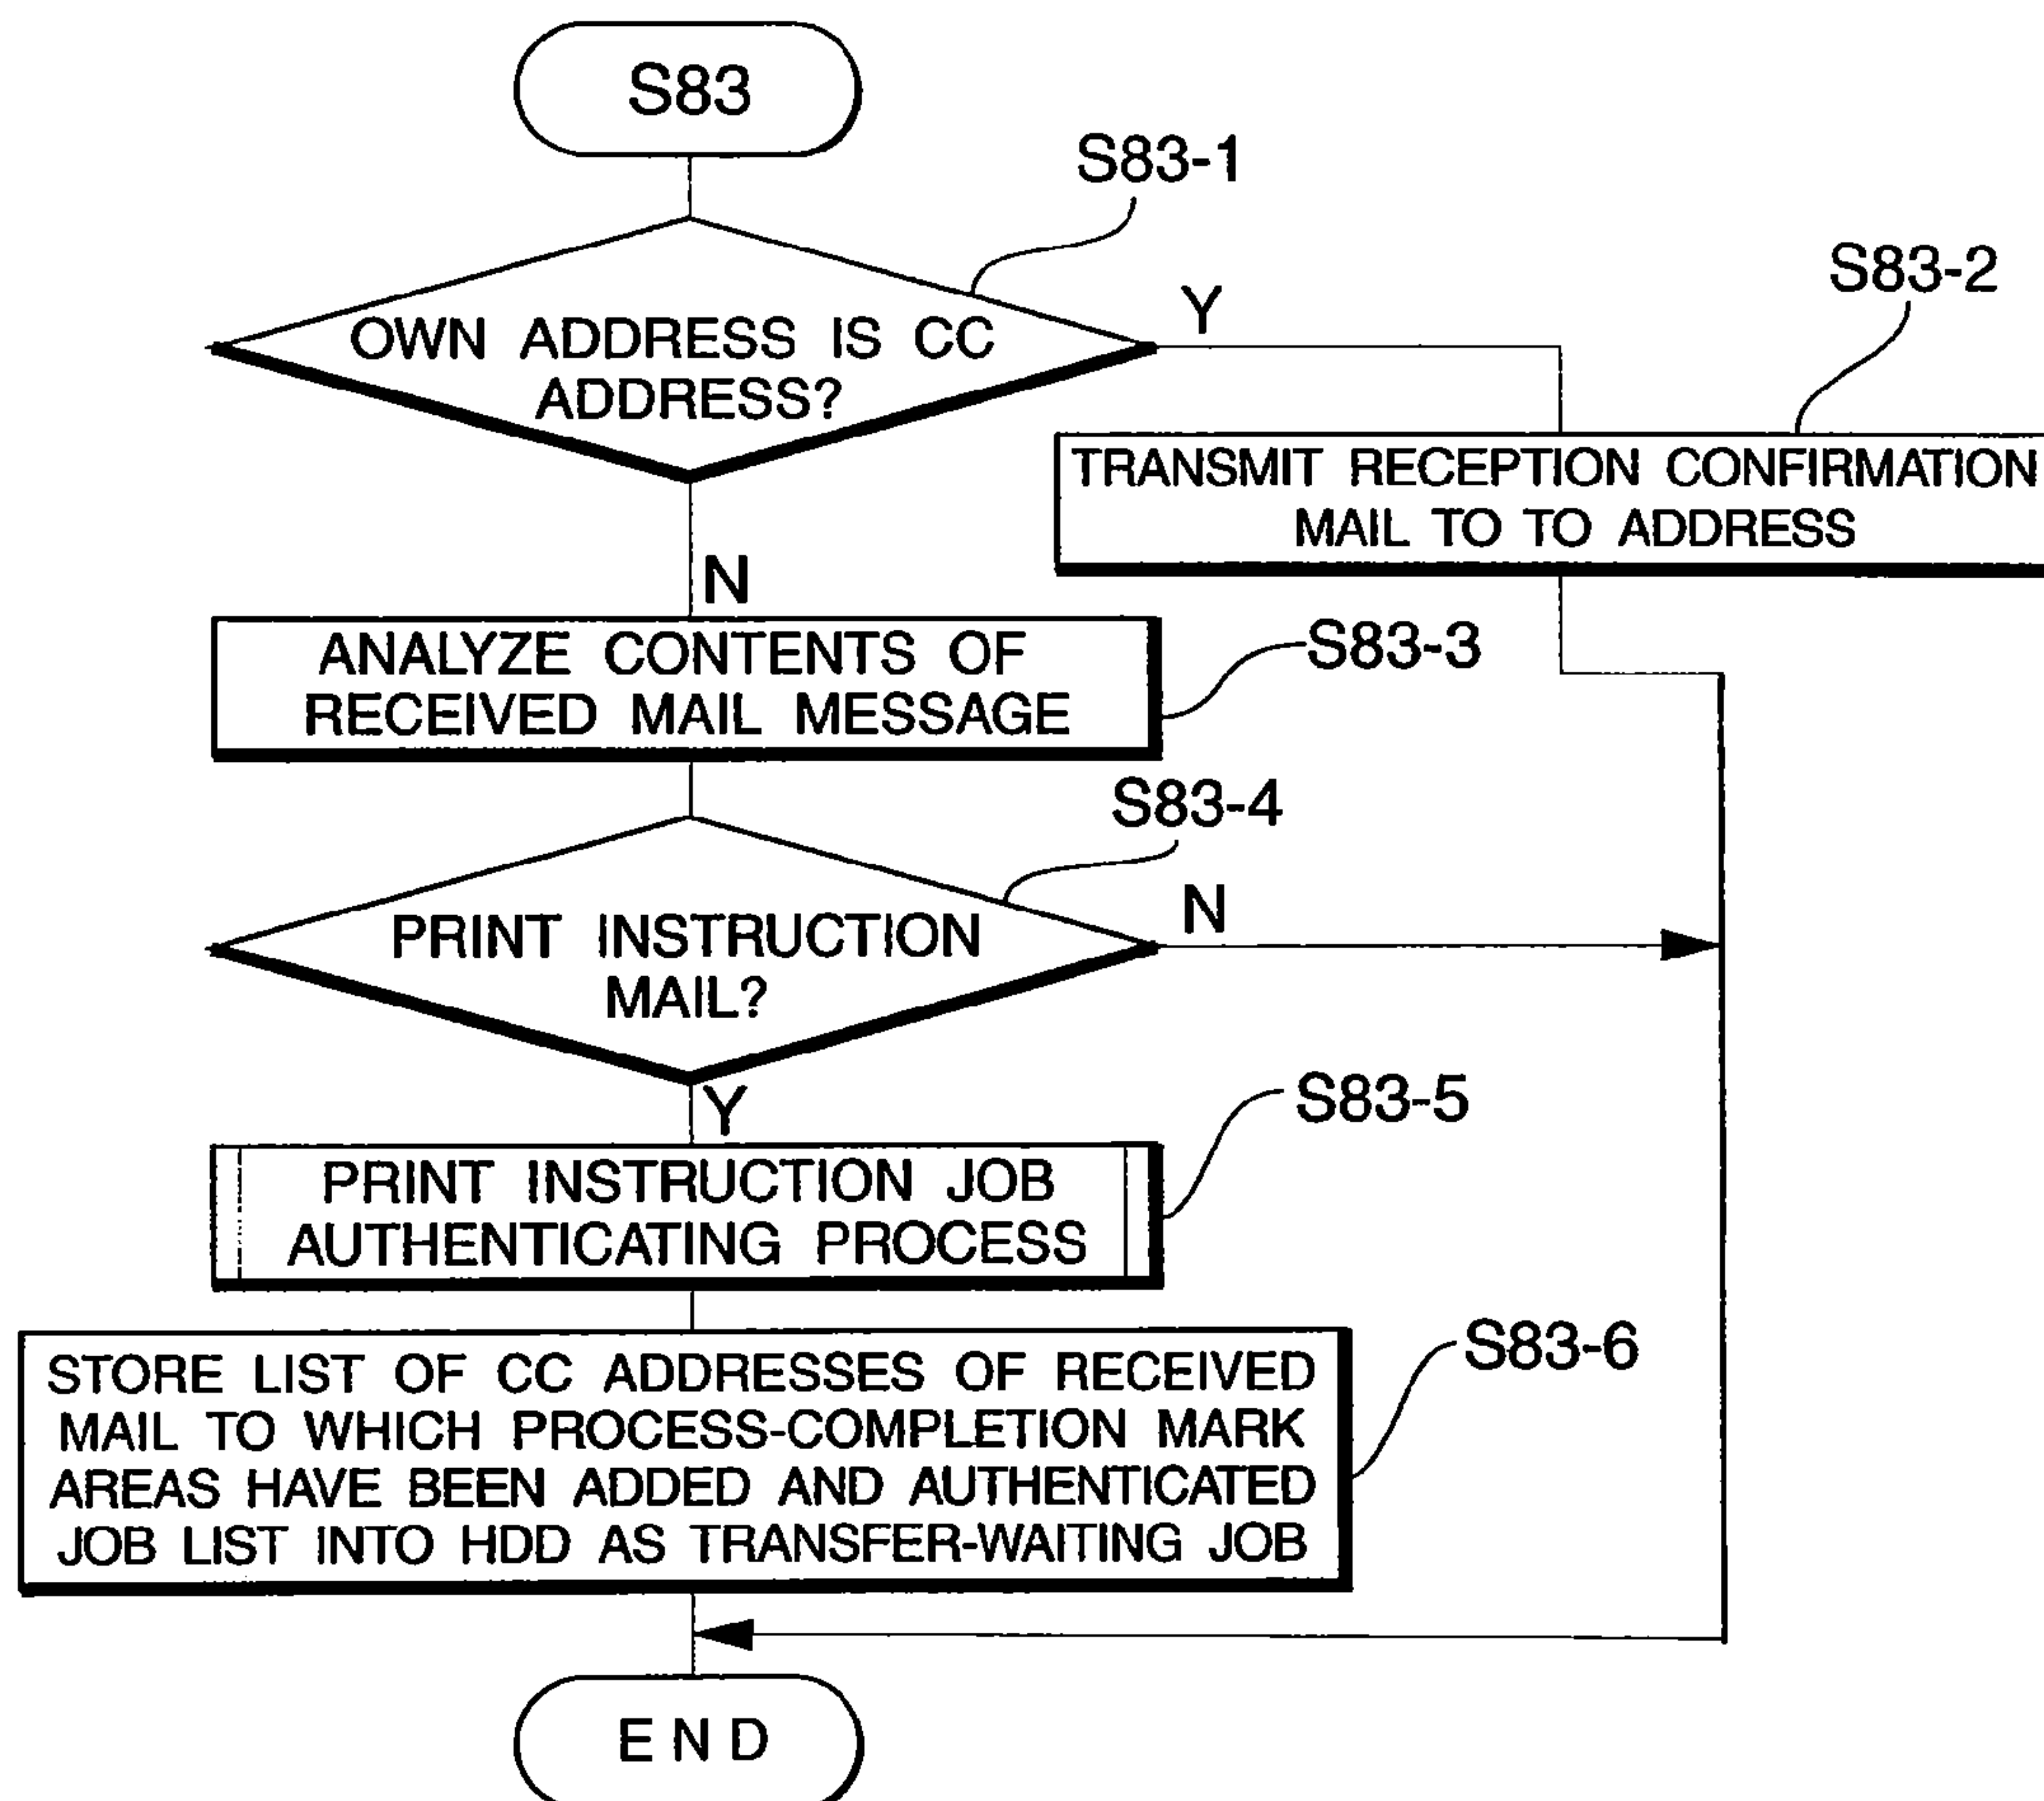 S83
S83-1
OWN ADDRESS IS CC
ADDRESS?
Y
S83-2
TRANSMIT RECEPTION CONFIRMATION
MAIL TO TO ADDRESS
N
ANALYZE CONTENTS OF
RECEIVED MAIL MESSAGE
S83-3
S83-4
PRINT INSTRUCTION
MAIL?
N
Y
S83-5
PRINT INSTRUCTION JOB
AUTHENTICATING PROCESS
S83-6
STORE LIST OF CC ADDRESSES OF RECEIVED
MAIL TO WHICH PROCESS-COMPLETION MARK
AREAS HAVE BEEN ADDED AND AUTHENTICATED
JOB LIST INTO HDD AS TRANSFER-WAITING JOB
END